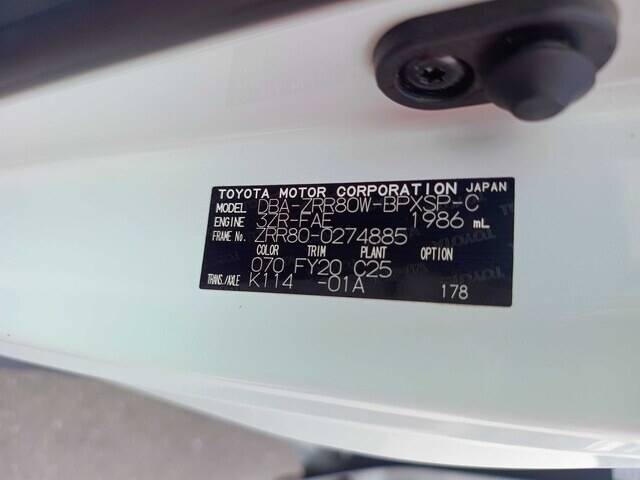 TOYOTA MOTOR CORPORATION JAPAN
MODEL DBA-ZRR80W-BPXSP-C
ENGINE 3ZR-FAE 1986 mL
FRAME No. ZRR80-0274885
COLOR TRIM PLANT OPTION
070 FY20 C25
TRANS./AXLE K114 -01A 178